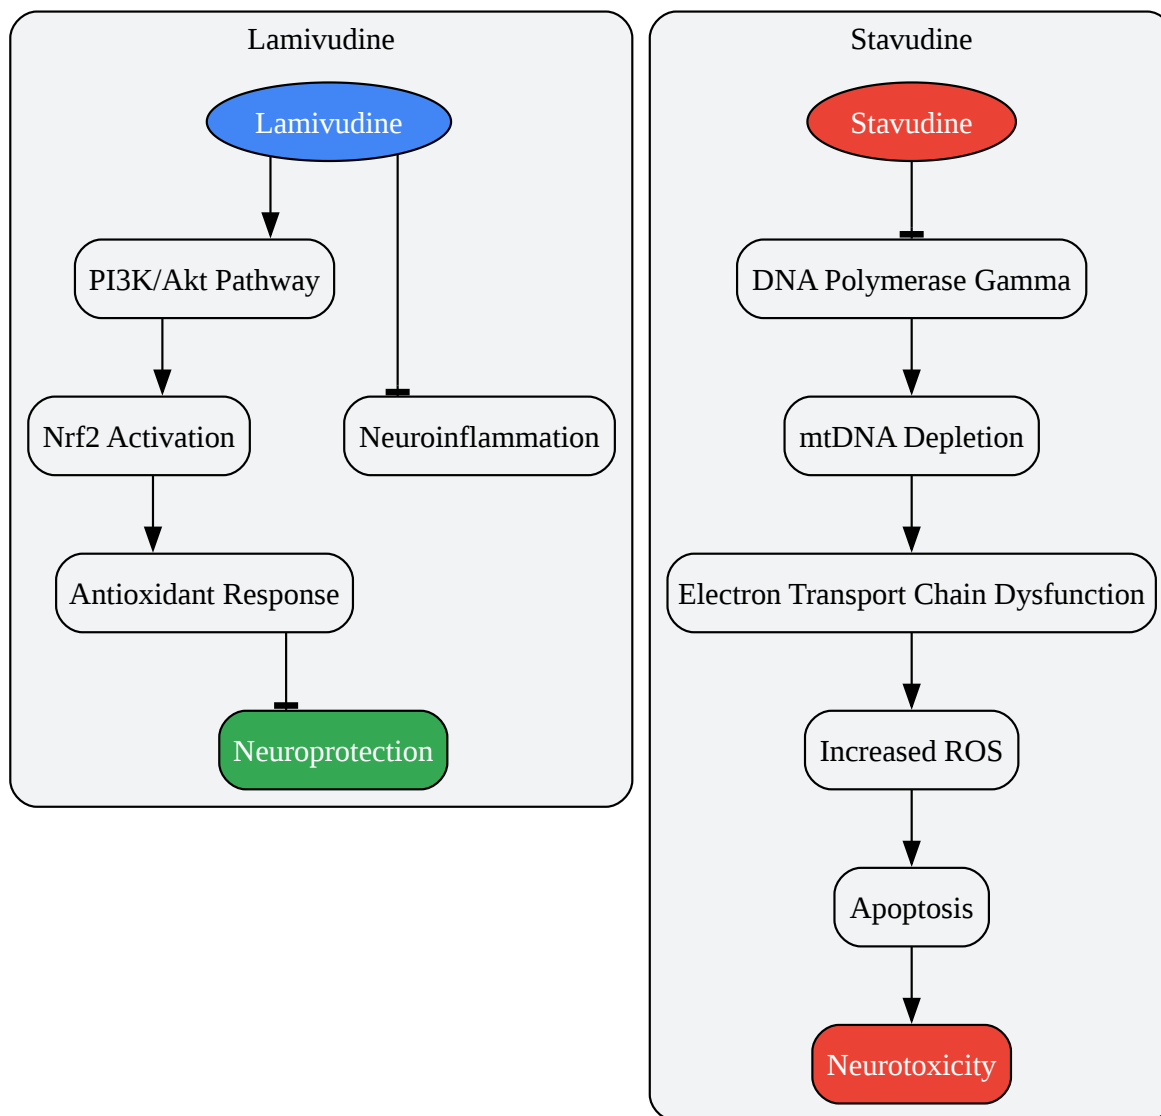 Lamivudine
Lamivudine
PI3K/Akt Pathway
Nrf2 Activation
Neuroinflammation
Antioxidant Response
Neuroprotection
Stavudine
Stavudine
DNA Polymerase Gamma
mtDNA Depletion
Electron Transport Chain Dysfunction
Increased ROS
Apoptosis
Neurotoxicity